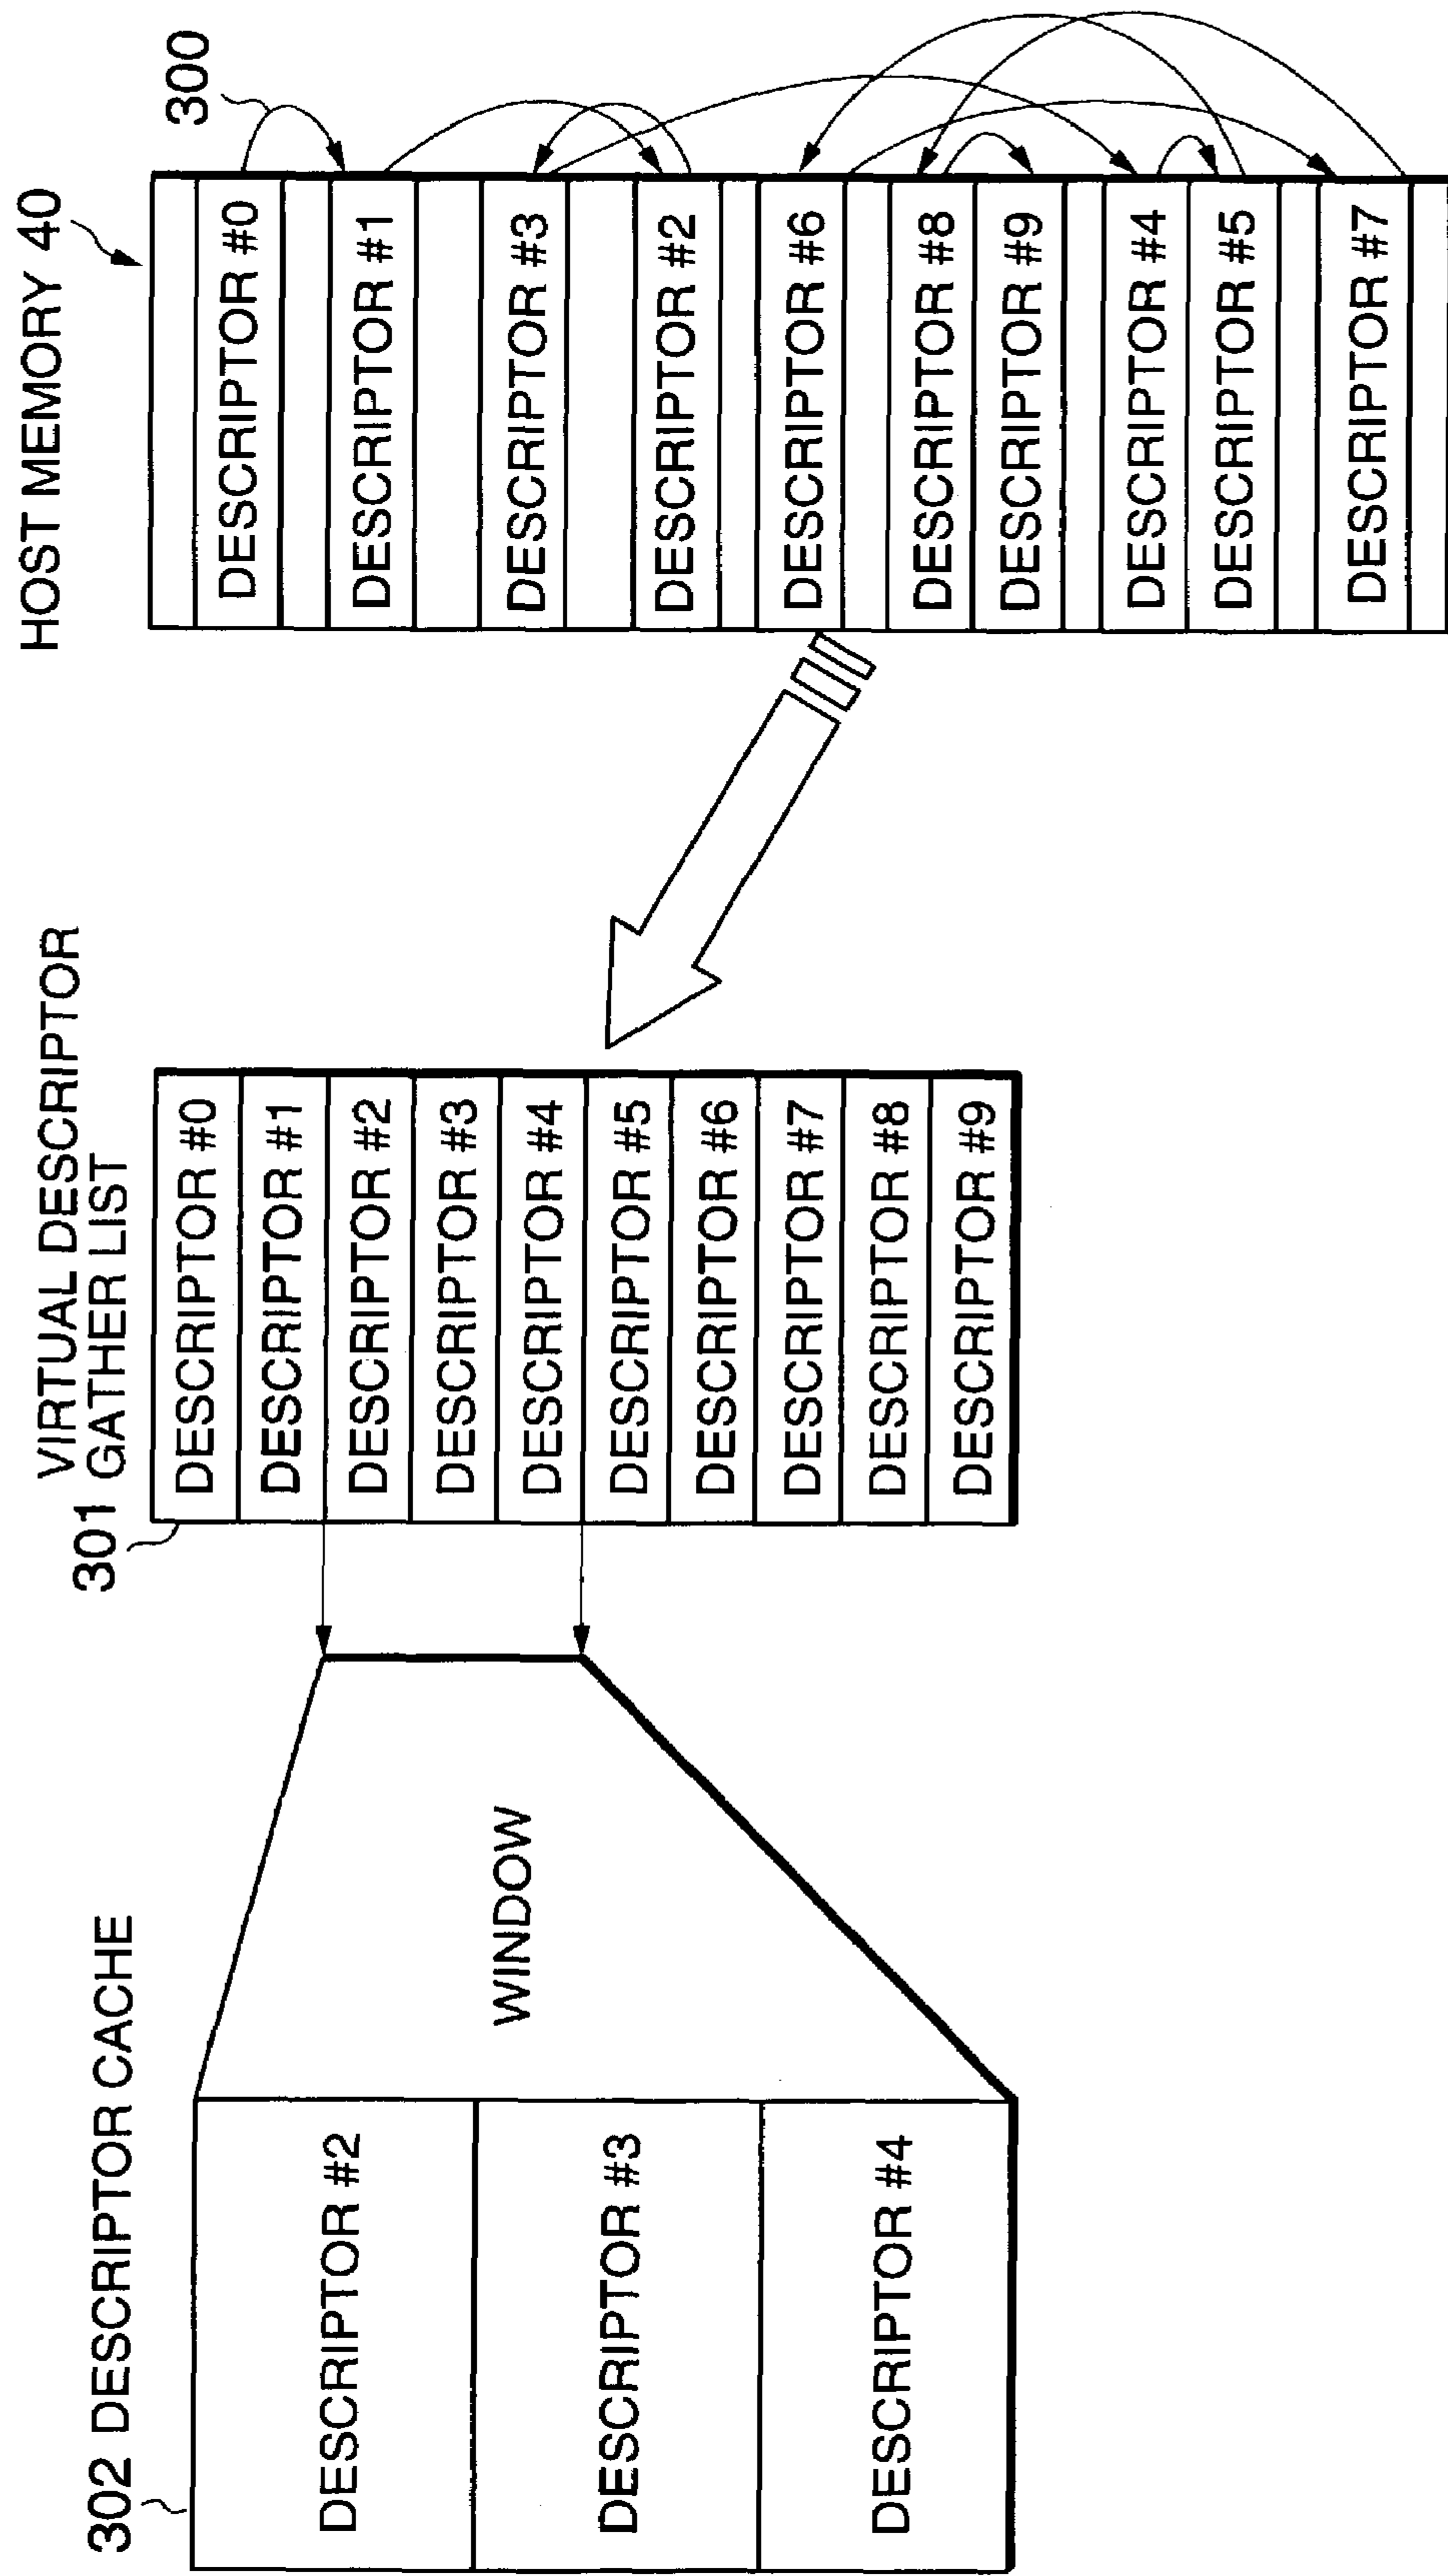 302 DESCRIPTOR CACHE
DESCRIPTOR #2
DESCRIPTOR #3
DESCRIPTOR #4
WINDOW
VIRTUAL DESCRIPTOR
301 GATHER LIST
DESCRIPTOR #0
DESCRIPTOR #1
DESCRIPTOR #2
DESCRIPTOR #3
DESCRIPTOR #4
DESCRIPTOR #5
DESCRIPTOR #6
DESCRIPTOR #7
DESCRIPTOR #8
DESCRIPTOR #9
HOST MEMORY 40
300
DESCRIPTOR #0
DESCRIPTOR #1
DESCRIPTOR #3
DESCRIPTOR #2
DESCRIPTOR #6
DESCRIPTOR #8
DESCRIPTOR #9
DESCRIPTOR #4
DESCRIPTOR #5
DESCRIPTOR #7